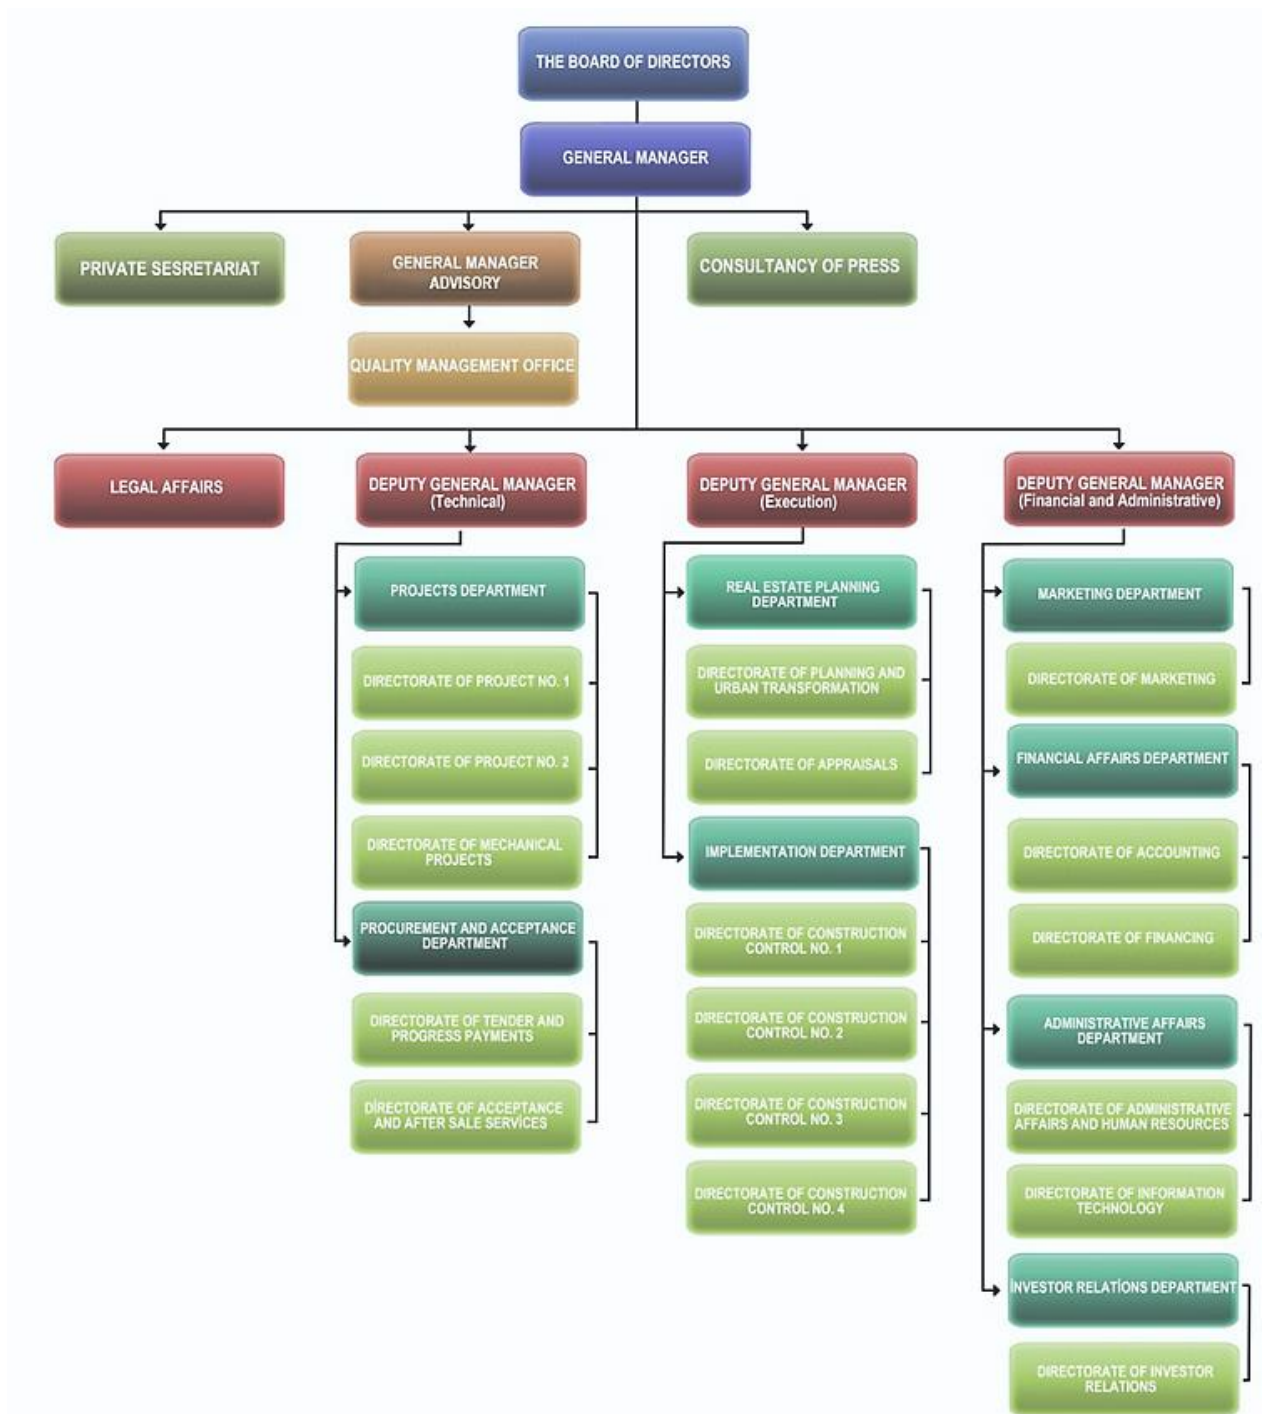 THE BOARD OF DIRECTORS
GENERAL MANAGER
PRIVATE SESRETARIAT
GENERAL MANAGER
ADVISORY
CONSULTANCY OF PRESS
QUALITY MANAGEMENT OFFICE
LEGAL AFFAIRS
DEPUTY GENERAL MANAGER
(Technical)
DEPUTY GENERAL MANAGER
(Execution)
DEPUTY GENERAL MANAGER
(Financial and Administrative)
PROJECTS DEPARTMENT
DIRECTORATE OF PROJECT NO. 1
DIRECTORATE OF PROJECT NO. 2
DIRECTORATE OF MECHANICAL
PROJECTS
PROCUREMENT AND ACCEPTANCE
DEPARTMENT
DIRECTORATE OF TENDER AND
PROGRESS PAYMENTS
DİRECTORATE OF ACCEPTANCE
AND AFTER SALE SERVİCES
REAL ESTATE PLANNING
DEPARTMENT
DIRECTORATE OF PLANNING AND
URBAN TRANSFORMATION
DIRECTORATE OF APPRAISALS
IMPLEMENTATION DEPARTMENT
DIRECTORATE OF CONSTRUCTION
CONTROL NO. 1
DIRECTORATE OF CONSTRUCTION
CONTROL NO. 2
DIRECTORATE OF CONSTRUCTION
CONTROL NO. 3
DIRECTORATE OF CONSTRUCTION
CONTROL NO. 4
MARKETING DEPARTMENT
DIRECTORATE OF MARKETING
FINANCIAL AFFAIRS DEPARTMENT
DIRECTORATE OF ACCOUNTING
DIRECTORATE OF FINANCING
ADMINISTRATIVE AFFAIRS
DEPARTMENT
DIRECTORATE OF ADMINISTRATIVE
AFFAIRS AND HUMAN RESOURCES
DIRECTORATE OF INFORMATION
TECHNOLOGY
İNVESTOR RELATİONS DEPARTMENT
DIRECTORATE OF INVESTOR
RELATIONS